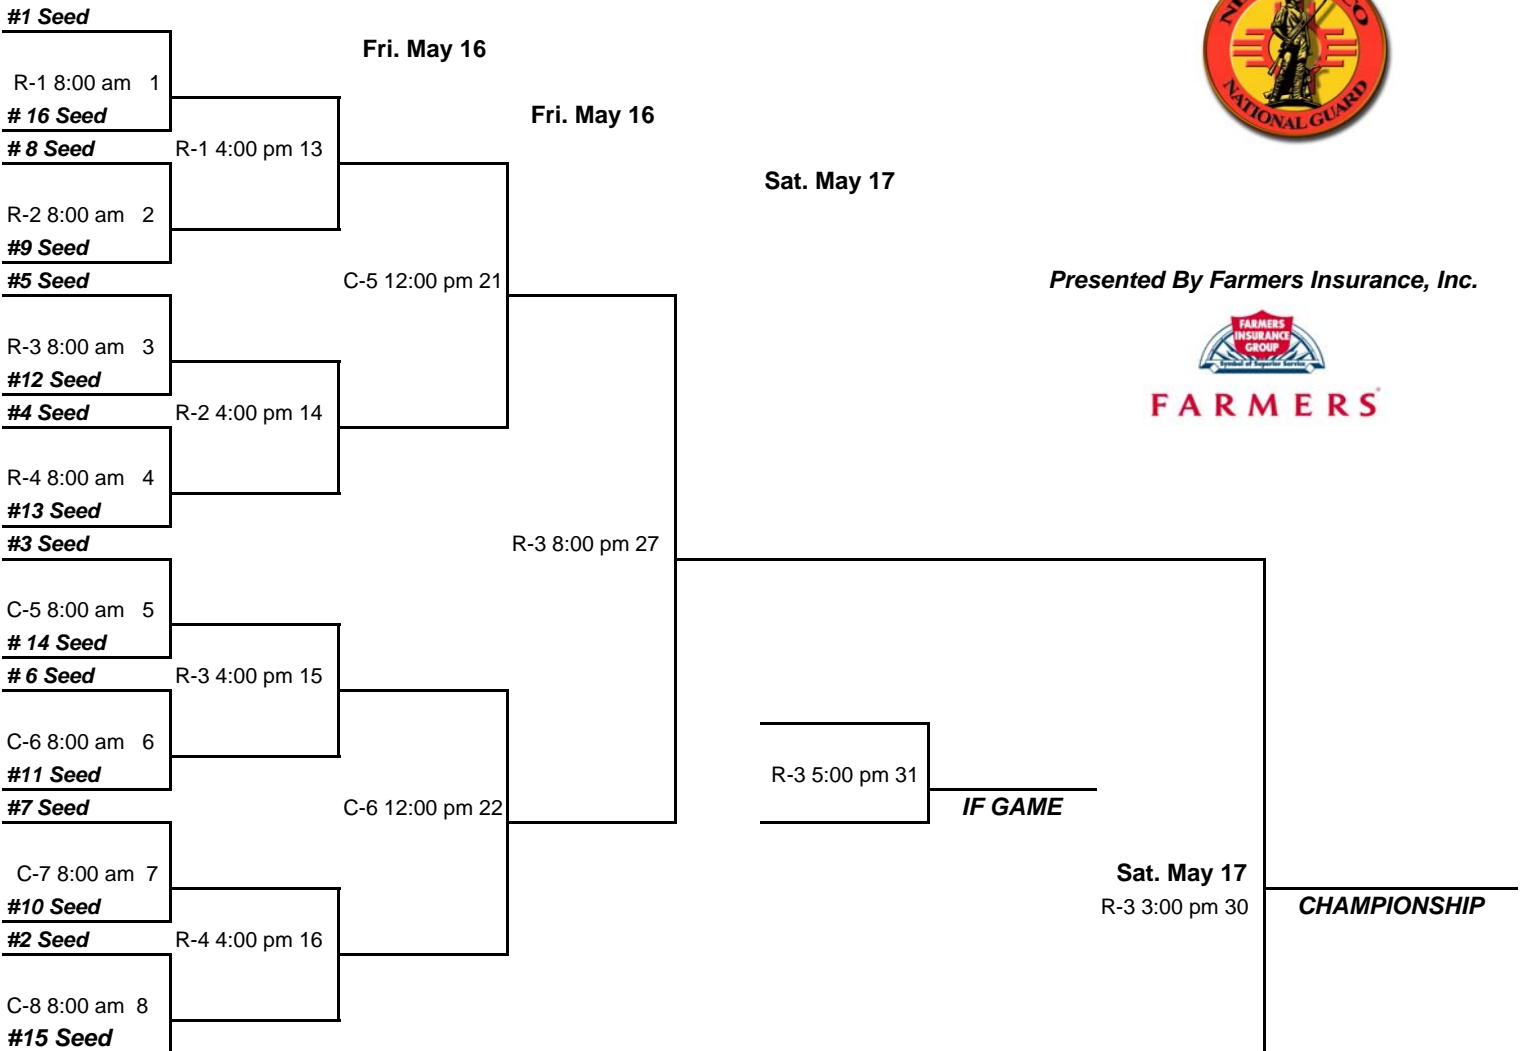 #1 Seed
Fri. May 16
R-1 8:00 am 1
# 16 Seed
Fri. May 16
# 8 Seed
R-1 4:00 pm 13
NATIONAL GUARD
Sat. May 17
R-2 8:00 am 2
#9 Seed
#5 Seed
C-5 12:00 pm 21
Presented By Farmers Insurance, Inc.
FARMERS
INSURANCE
GROUP
Symbol of Superior Service
R-3 8:00 am 3
#12 Seed
FARMERS
#4 Seed
R-2 4:00 pm 14
R-4 8:00 am 4
#13 Seed
#3 Seed
R-3 8:00 pm 27
C-5 8:00 am 5
# 14 Seed
# 6 Seed
R-3 4:00 pm 15
C-6 8:00 am 6
#11 Seed
R-3 5:00 pm 31
#7 Seed
C-6 12:00 pm 22
IF GAME
C-7 8:00 am 7
Sat. May 17
#10 Seed
R-3 3:00 pm 30
CHAMPIONSHIP
#2 Seed
R-4 4:00 pm 16
C-8 8:00 am 8
#15 Seed